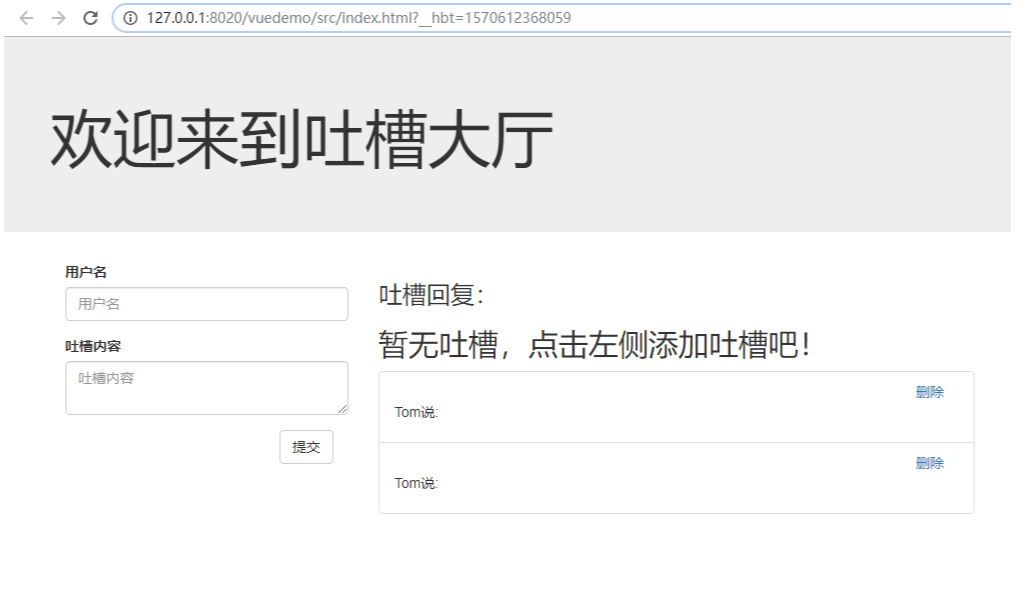 127.0.0.1:8020/vuedemo/src/index.html?__hbt=1570612368059
欢迎来到吐槽大厅
用户名
用户名
吐槽内容
吐槽内容
提交
吐槽回复：
暂无吐槽，点击左侧添加吐槽吧！
删除
Tom说:
删除
Tom说: